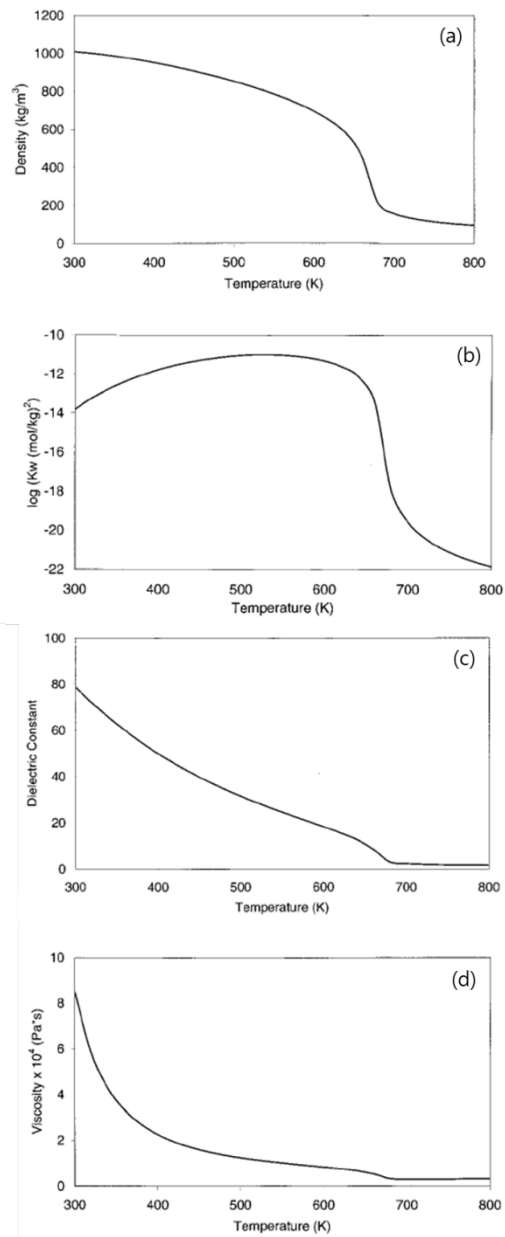 (a)
Density (kg/m³)
1200
1000
800
600
400
200
0
300 400 500 600 700 800
Temperature (K)
(b)
log (Kw (mol/kg)²)
-10
-12
-14
-16
-18
-20
-22
300 400 500 600 700 800
Temperature (K)
(c)
Dielectric Constant
100
80
60
40
20
0
300 400 500 600 700 800
Temperature (K)
(d)
Viscosity x 10⁴ (Pa*s)
10
8
6
4
2
0
300 400 500 600 700 800
Temperature (K)